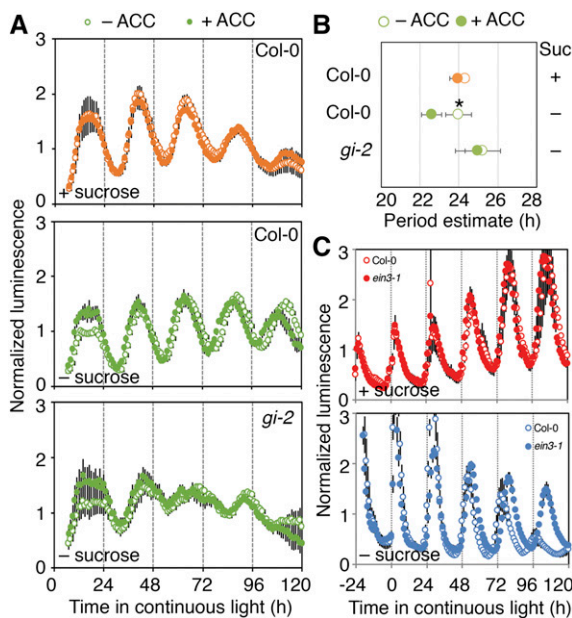 A
– ACC
+ ACC
Normalized luminescence
3
Col-0
2
1
+ sucrose
0
3
Col-0
2
1
– sucrose
0
3
gi-2
2
1
– sucrose
0
0 24 48 72 96 120
Time in continuous light (h)
B
– ACC
+ ACC
Suc
Col-0
+
Col-0
*
–
gi-2
–
20 22 24 26 28
Period estimate (h)
C
Normalized luminescence
3
Col-0
ein3-1
2
1
+ sucrose
0
Normalized luminescence
3
Col-0
ein3-1
2
1
– sucrose
0
-24 0 24 48 72 96 120
Time in continuous light (h)